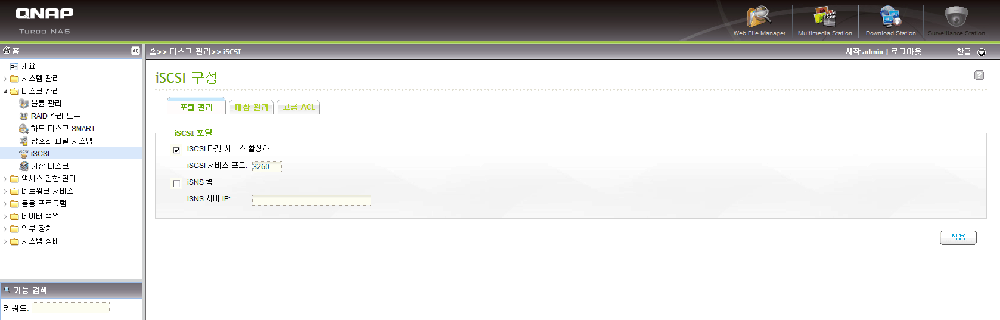 QNAP
TURBO NAS
Web File Manager
Multimedia Station
Download Station
Surveillance Station
홈
홈>> 디스크 관리>> iSCSI
시작 admin | 로그아웃
한글
개요
시스템 관리
디스크 관리
볼륨 관리
RAID 관리 도구
하드 디스크 SMART
암호화 파일 시스템
iSCSI
가상 디스크
액세스 권한 관리
네트워크 서비스
응용 프로그램
데이터 백업
외부 장치
시스템 상태
기능 검색
키워드:
iSCSI 구성
?
포털 관리
대상 관리
고급 ACL
iSCSI 포털
iSCSI 타겟 서비스 활성화
iSCSI 서비스 포트: 3260
iSNS 켬
iSNS 서버 IP:
적용